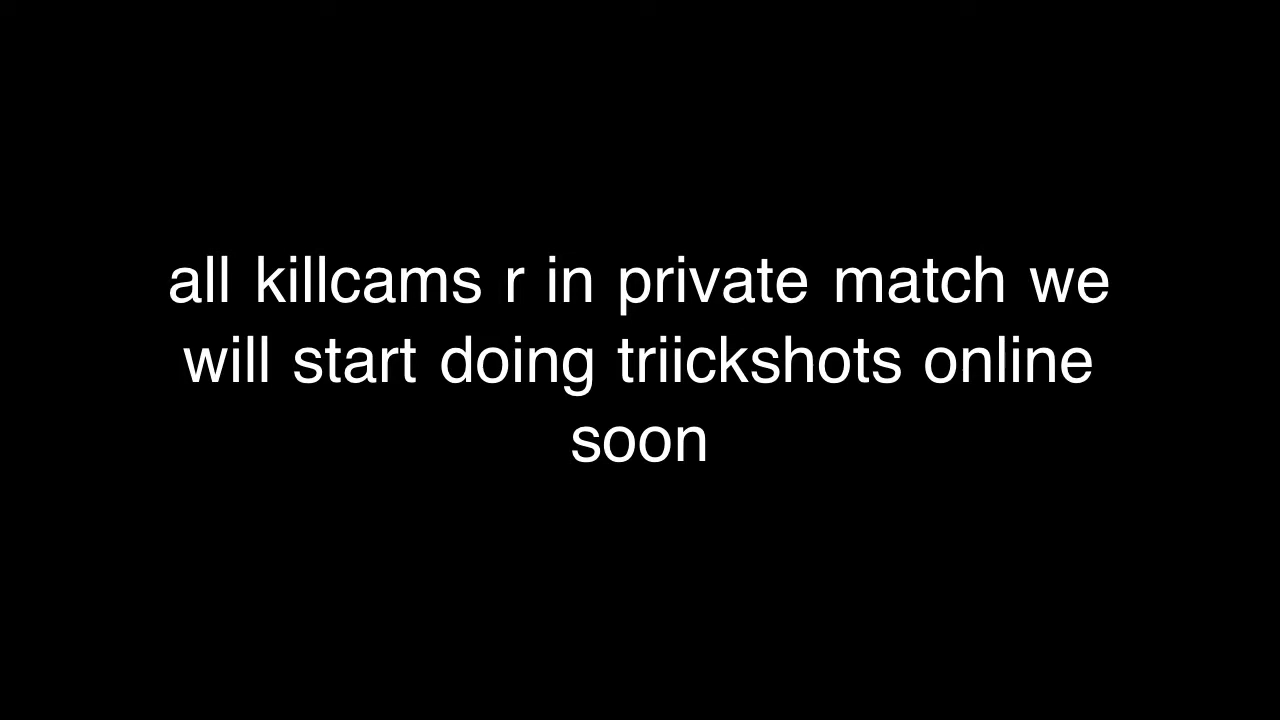 all killcams r in private match we
will start doing triickshots online
soon